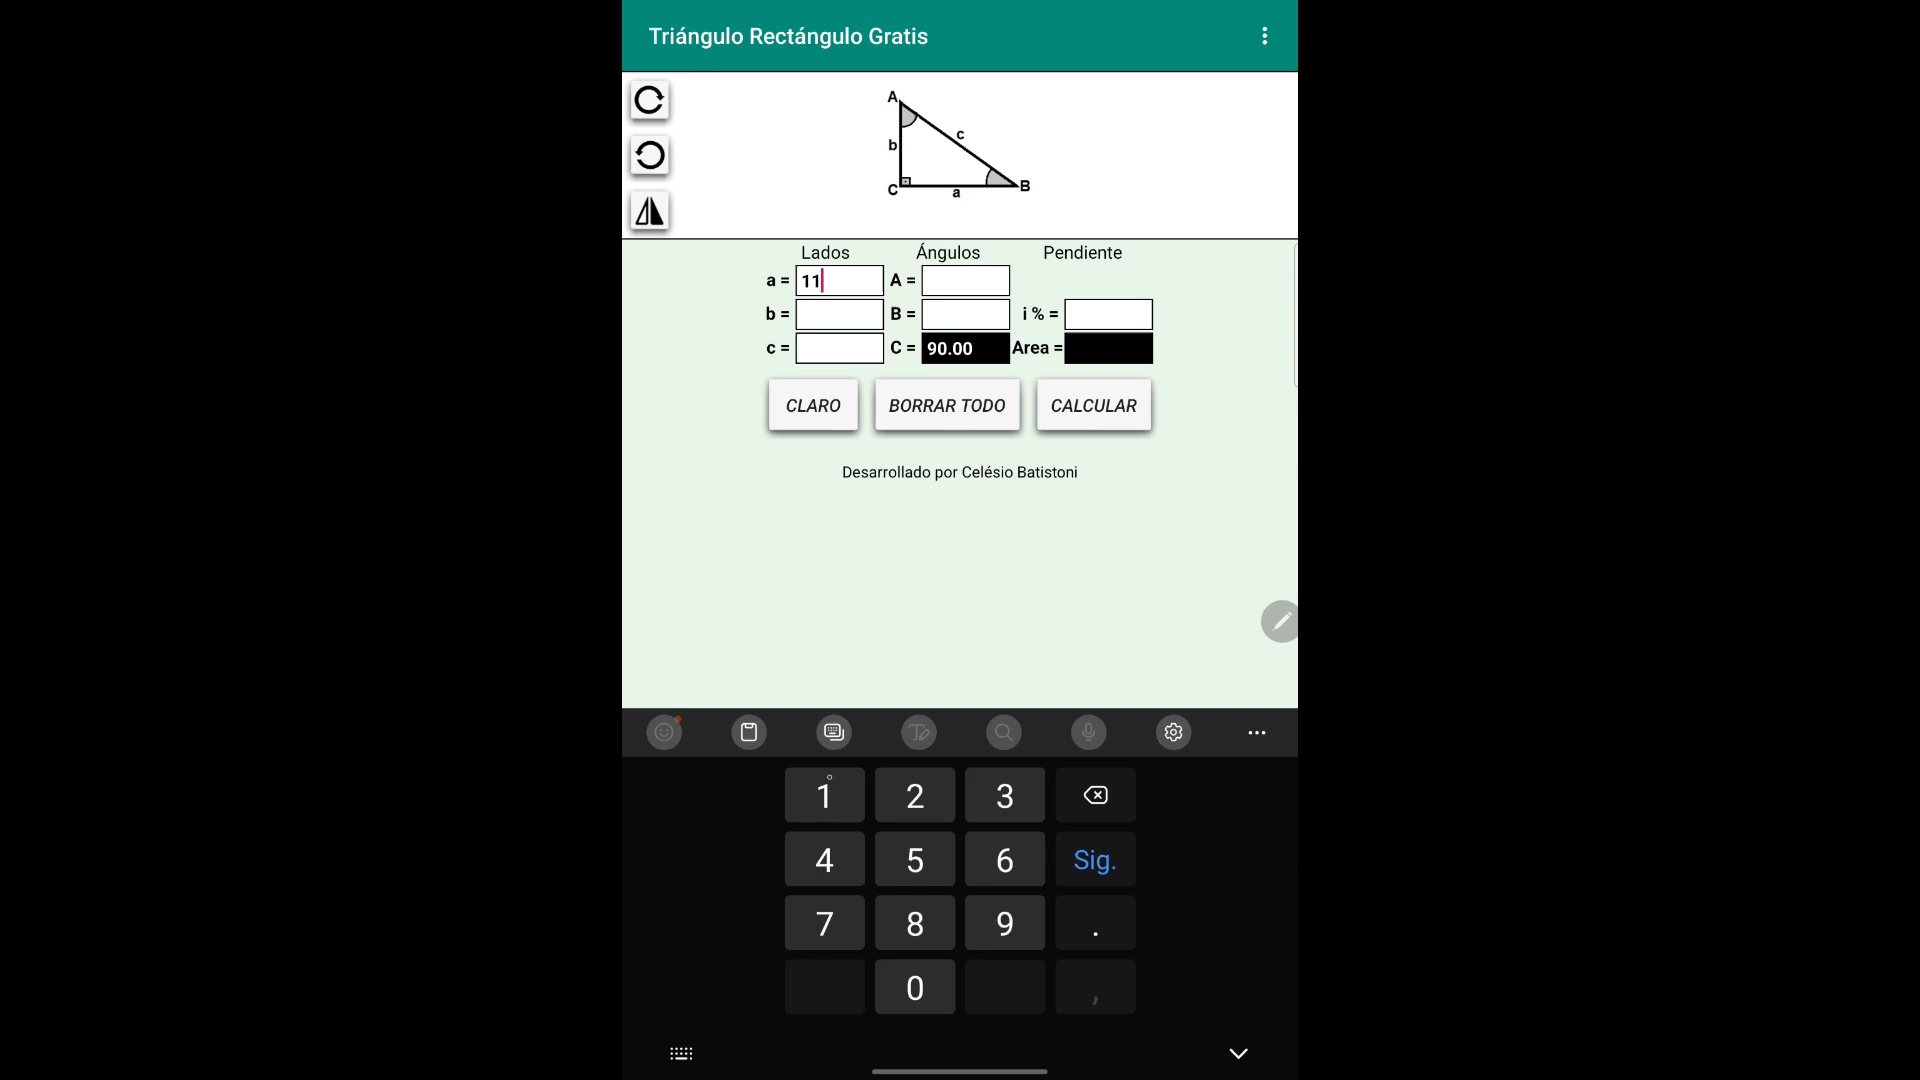 Triángulo Rectángulo Gratis
A
b
c
C
a
B
Lados Ángulos Pendiente
a = 11 A =
b = B = i % =
c = C = 90.00 Area =
CLARO BORRAR TODO CALCULAR
Desarrollado por Celésio Batistoni
1 2 3
4 5 6 Sig.
7 8 9 .
0 ,